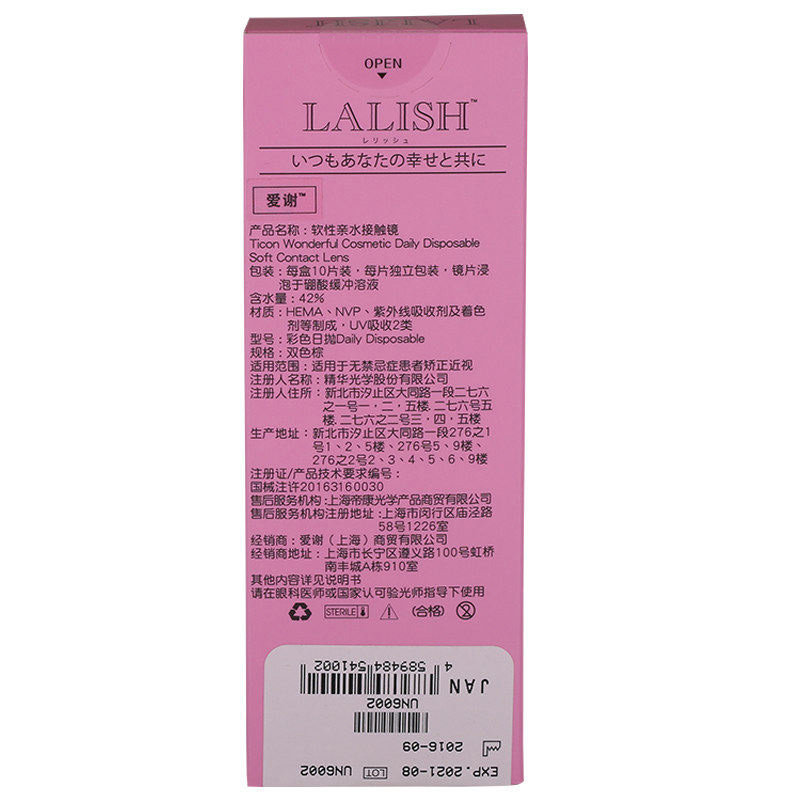 LALISH
OPEN
LALISH™
レリッシュ
いつもあなたの幸せと共に
爱谢™
产品名称：软性亲水接触镜
Ticon Wonderful Cosmetic Daily Disposable
Soft Contact Lens
包装：每盒10片装，每片独立包装，镜片浸
泡于硼酸缓冲溶液
含水量：42%
材质：HEMA、NVP、紫外线吸收剂及着色
剂等制成，UV吸收2类
型号：彩色日抛Daily Disposable
规格：双色棕
适用范围：适用于无禁忌症患者矫正近视
注册人名称：精华光学股份有限公司
注册人住所：新北市汐止区大同路一段二七六
之一号一．二．五楼. 二七六号五
楼. 二七六之二号三．四．五楼
生产地址：新北市汐止区大同路一段276之1
号1、2、5楼、276号5、9楼、
276之2号2、3、4、5、6、9楼
注册证/产品技术要求编号：
国械注许20163160030
售后服务机构：上海帝康光学产品商贸有限公司
售后服务机构注册地址：上海市闵行区庙泾路
58号1226室
经销商：爱谢（上海）商贸有限公司
经销商地址：上海市长宁区遵义路100号虹桥
南丰城A栋910室
其他内容详见说明书
请在眼科医师或国家认可验光师指导下使用
STERILE (合格) 2
EXP.2021-08 LOT UN6002
2016-09
UN6002
JAN
4 589484 541002